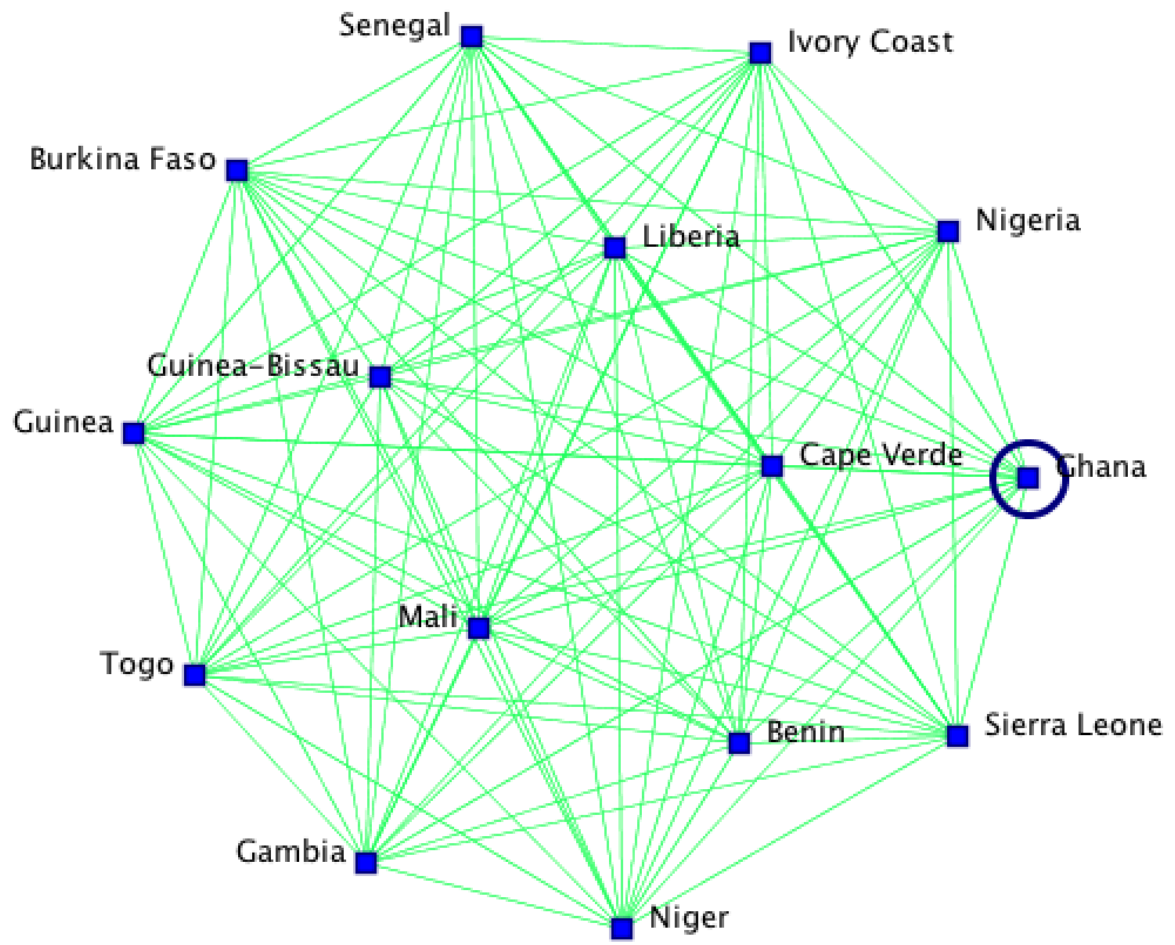 Senegal
Ivory Coast
Burkina Faso
Nigeria
Liberia
Guinea-Bissau
Guinea
Cape Verde
Ghana
Mali
Togo
Benin
Sierra Leone
Gambia
Niger